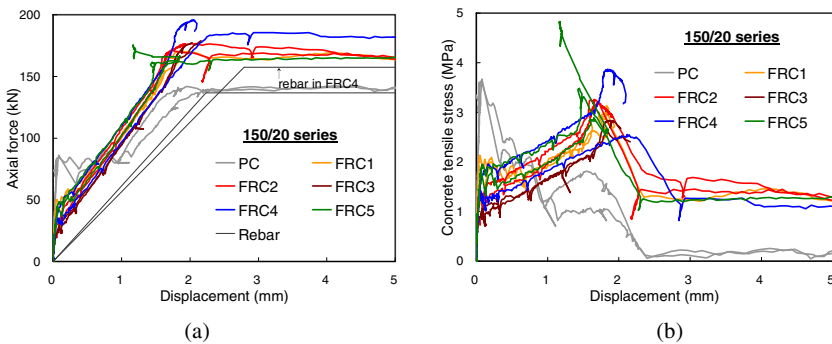 200
150
100
50
0
Axial force (kN)
rebar in FRC4
150/20 series
PC
FRC1
FRC2
FRC3
FRC4
FRC5
Rebar
0 1 2 3 4 5
Displacement (mm)
(a)
5
4
3
2
1
0
Concrete tensile stress (MPa)
150/20 series
PC
FRC1
FRC2
FRC3
FRC4
FRC5
0 1 2 3 4 5
Displacement (mm)
(b)